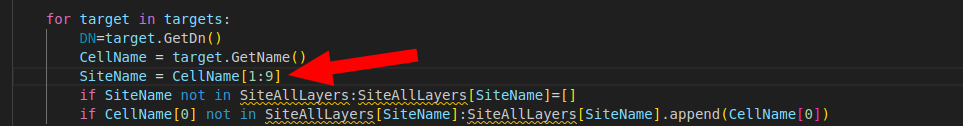 for target in targets:
DN=target.GetDn()
CellName = target.GetName()
SiteName = CellName[1:9]
if SiteName not in SiteAllLayers:SiteAllLayers[SiteName]=[]
if CellName[0] not in SiteAllLayers[SiteName]:SiteAllLayers[SiteName].append(CellName[0])